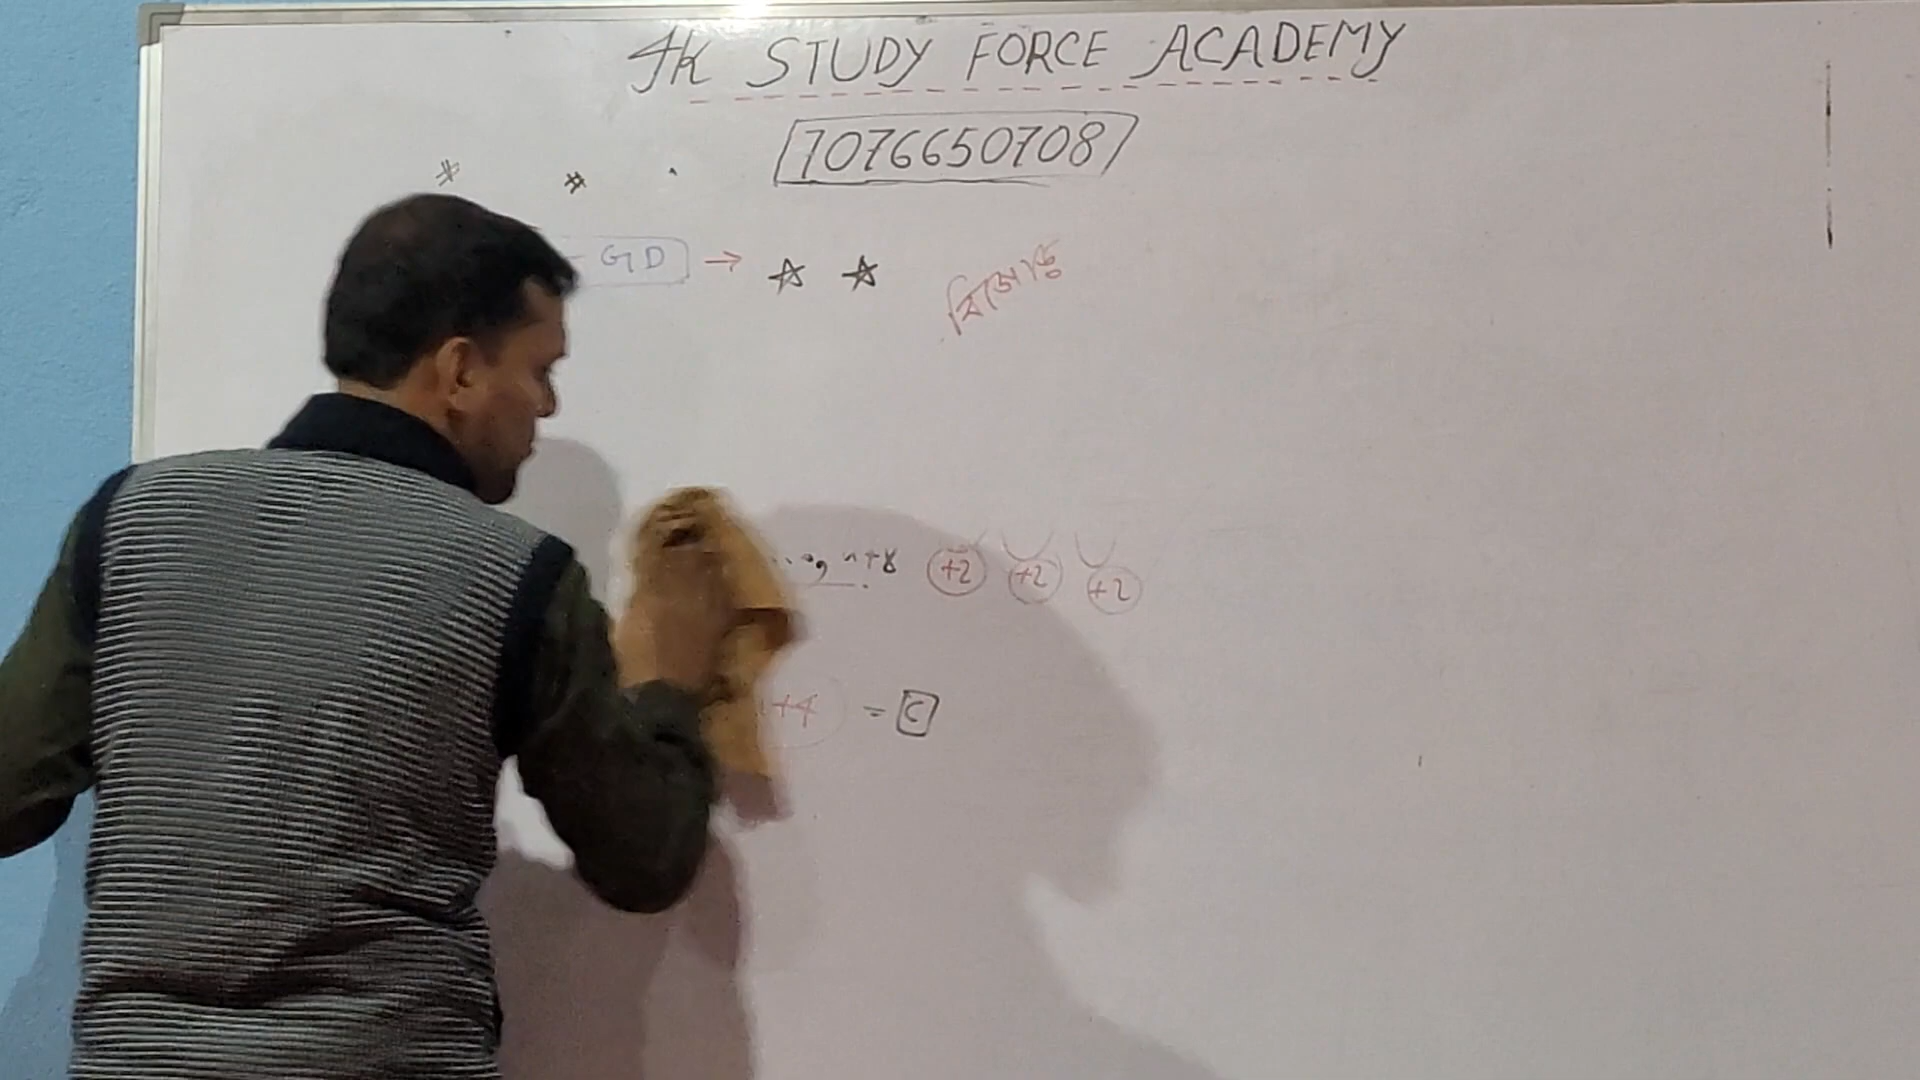 JK STUDY FORCE ACADEMY
7076650708
GD → ☆ ☆
+2 +2 +2
+4 = C